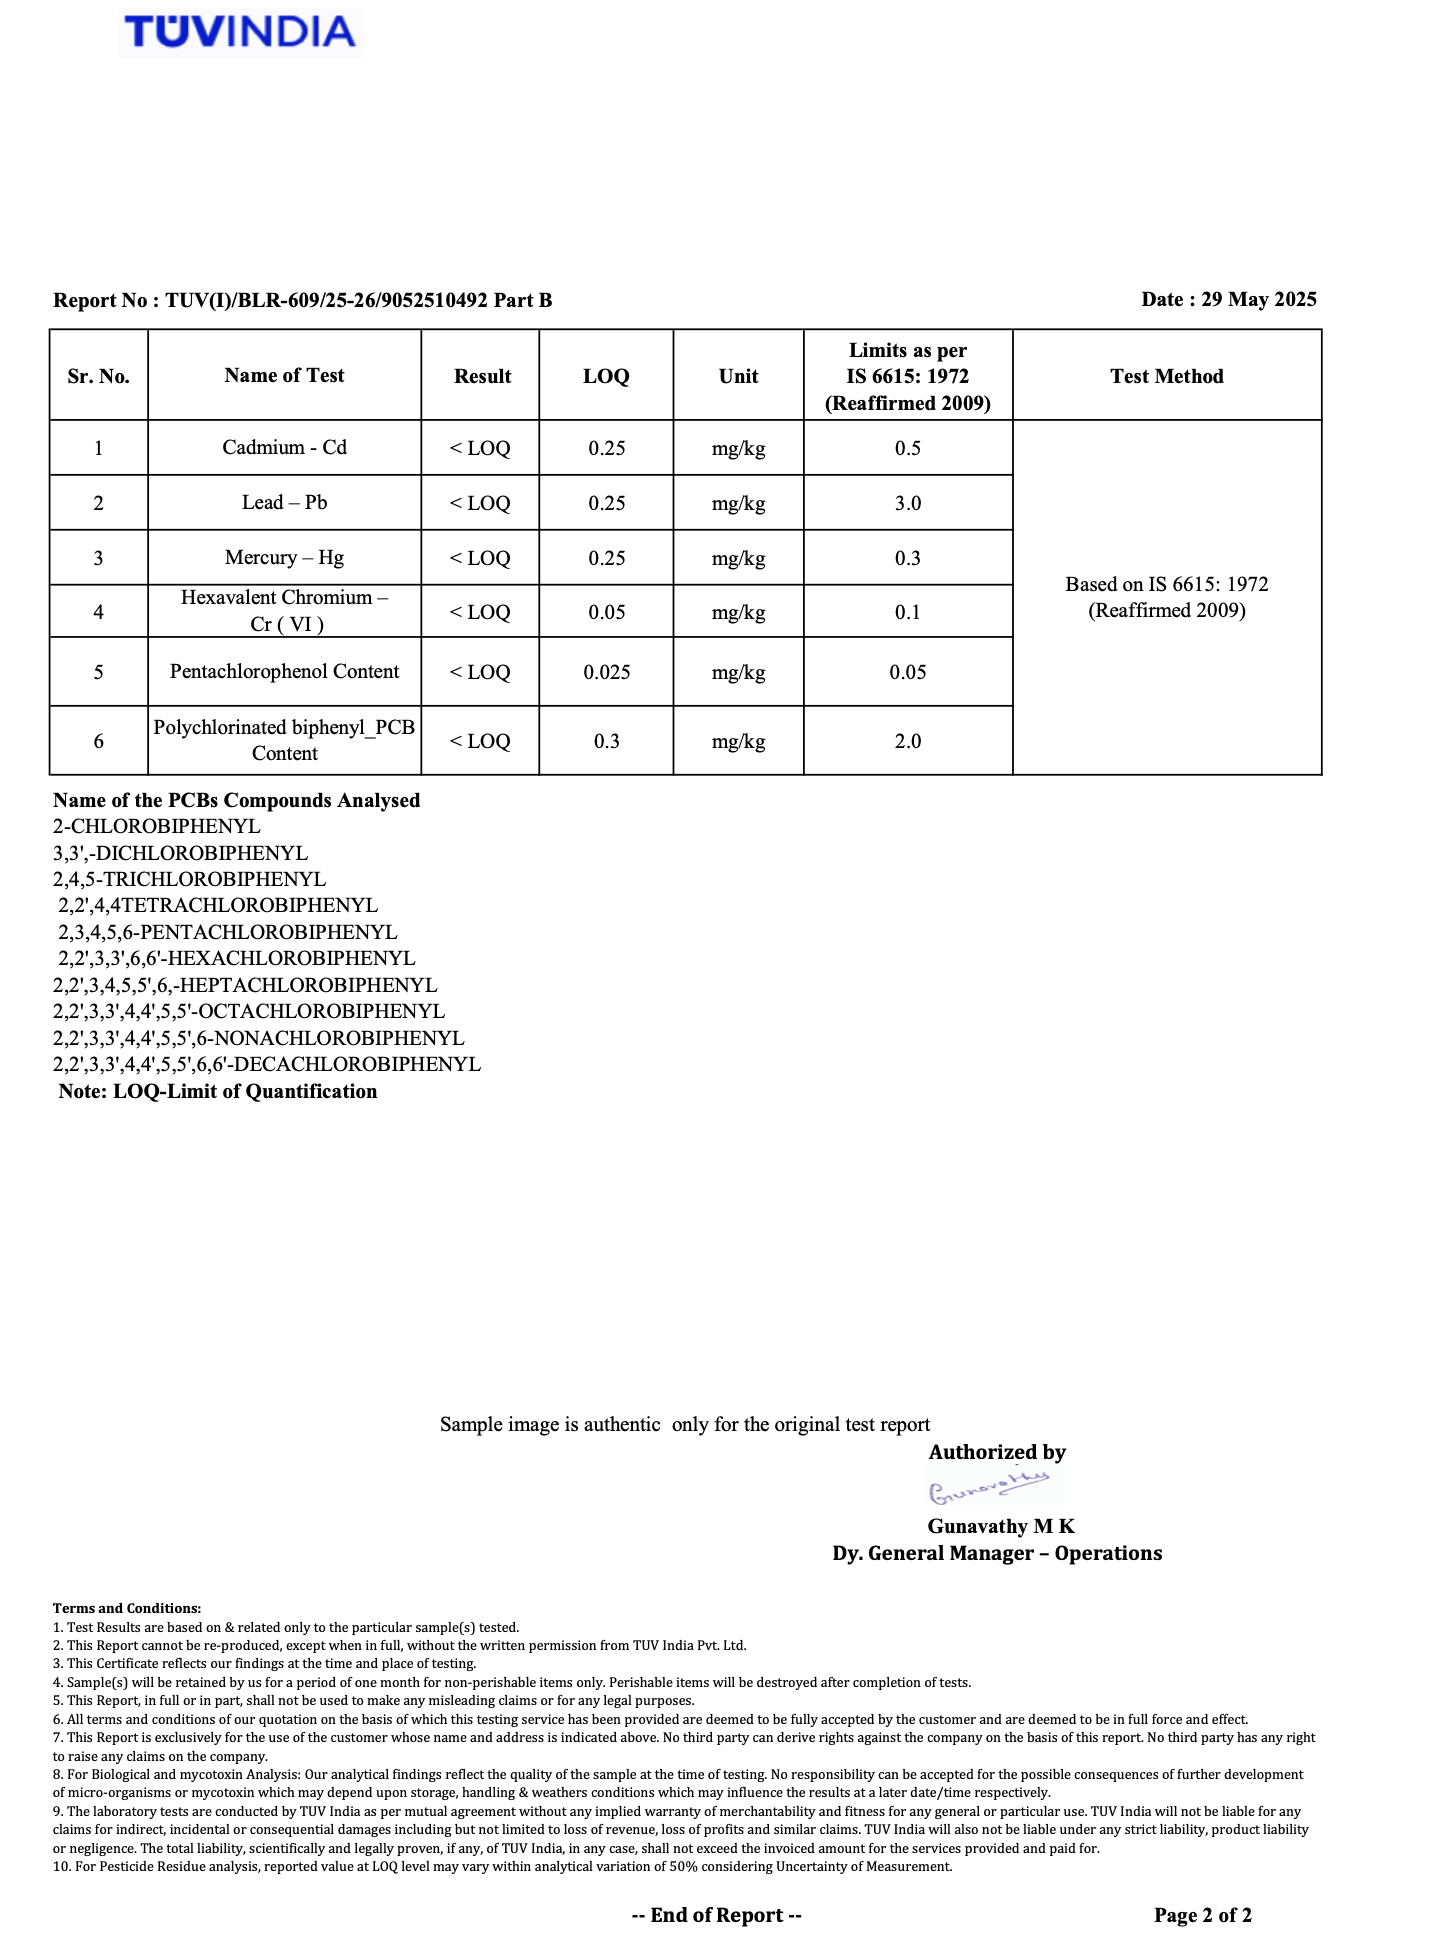 TÜVINDIA
Report No : TUV(I)/BLR-609/25-26/9052510492 Part B
Date : 29 May 2025
Sr. No. Name of Test Result LOQ Unit Limits as per IS 6615: 1972 (Reaffirmed 2009) Test Method
1 Cadmium - Cd < LOQ 0.25 mg/kg 0.5
2 Lead – Pb < LOQ 0.25 mg/kg 3.0
3 Mercury – Hg < LOQ 0.25 mg/kg 0.3
4 Hexavalent Chromium – Cr ( VI ) < LOQ 0.05 mg/kg 0.1
5 Pentachlorophenol Content < LOQ 0.025 mg/kg 0.05
6 Polychlorinated biphenyl_PCB Content < LOQ 0.3 mg/kg 2.0
Based on IS 6615: 1972
(Reaffirmed 2009)
Name of the PCBs Compounds Analysed
2-CHLOROBIPHENYL
3,3',-DICHLOROBIPHENYL
2,4,5-TRICHLOROBIPHENYL
2,2',4,4TETRACHLOROBIPHENYL
2,3,4,5,6-PENTACHLOROBIPHENYL
2,2',3,3',6,6'-HEXACHLOROBIPHENYL
2,2',3,4,5,5',6,-HEPTACHLOROBIPHENYL
2,2',3,3',4,4',5,5'-OCTACHLOROBIPHENYL
2,2',3,3',4,4',5,5',6-NONACHLOROBIPHENYL
2,2',3,3',4,4',5,5',6,6'-DECACHLOROBIPHENYL
Note: LOQ-Limit of Quantification
Sample image is authentic only for the original test report
Authorized by
Gunavathy
Gunavathy M K
Dy. General Manager – Operations
Terms and Conditions:
1. Test Results are based on & related only to the particular sample(s) tested.
2. This Report cannot be re-produced, except when in full, without the written permission from TUV India Pvt. Ltd.
3. This Certificate reflects our findings at the time and place of testing.
4. Sample(s) will be retained by us for a period of one month for non-perishable items only. Perishable items will be destroyed after completion of tests.
5. This Report, in full or in part, shall not be used to make any misleading claims or for any legal purposes.
6. All terms and conditions of our quotation on the basis of which this testing service has been provided are deemed to be fully accepted by the customer and are deemed to be in full force and effect.
7. This Report is exclusively for the use of the customer whose name and address is indicated above. No third party can derive rights against the company on the basis of this report. No third party has any right
to raise any claims on the company.
8. For Biological and mycotoxin Analysis: Our analytical findings reflect the quality of the sample at the time of testing. No responsibility can be accepted for the possible consequences of further development
of micro-organisms or mycotoxin which may depend upon storage, handling & weathers conditions which may influence the results at a later date/time respectively.
9. The laboratory tests are conducted by TUV India as per mutual agreement without any implied warranty of merchantability and fitness for any general or particular use. TUV India will not be liable for any
claims for indirect, incidental or consequential damages including but not limited to loss of revenue, loss of profits and similar claims. TUV India will also not be liable under any strict liability, product liability
or negligence. The total liability, scientifically and legally proven, if any, of TUV India, in any case, shall not exceed the invoiced amount for the services provided and paid for.
10. For Pesticide Residue analysis, reported value at LOQ level may vary within analytical variation of 50% considering Uncertainty of Measurement.
-- End of Report --
Page 2 of 2